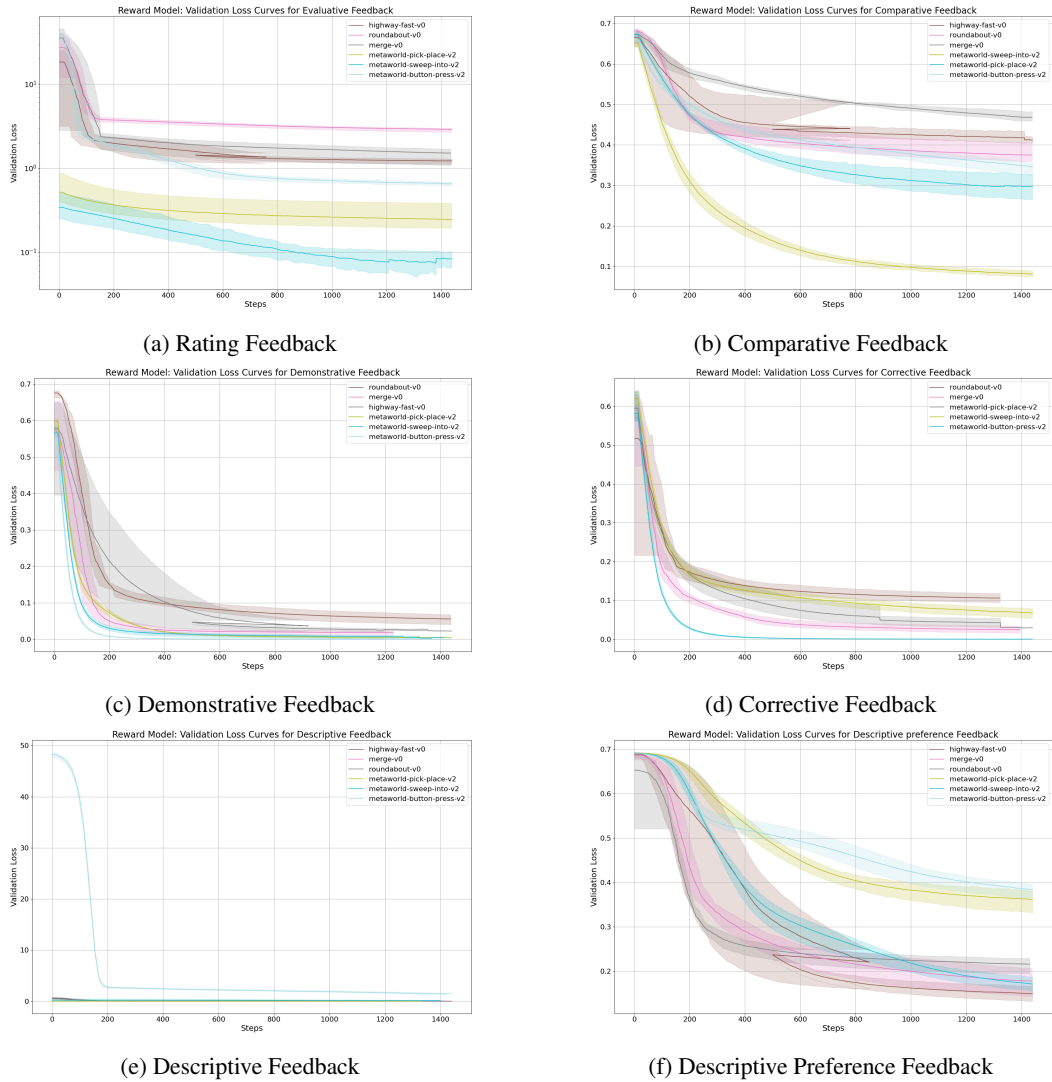 Reward Model: Validation Loss Curves for Evaluative Feedback
highway-fast-v0
roundabout-v0
merge-v0
metaworld-pick-place-v2
metaworld-sweep-into-v2
metaworld-button-press-v2
Validation Loss
10¹
10⁰
10⁻¹
0 200 400 600 800 1000 1200 1400
Steps
(a) Rating Feedback
Reward Model: Validation Loss Curves for Comparative Feedback
highway-fast-v0
roundabout-v0
merge-v0
metaworld-sweep-into-v2
metaworld-pick-place-v2
metaworld-button-press-v2
Validation Loss
0.7
0.6
0.5
0.4
0.3
0.2
0.1
0 200 400 600 800 1000 1200 1400
Steps
(b) Comparative Feedback
Reward Model: Validation Loss Curves for Demonstrative Feedback
roundabout-v0
merge-v0
highway-fast-v0
metaworld-pick-place-v2
metaworld-sweep-into-v2
metaworld-button-press-v2
Validation Loss
0.7
0.6
0.5
0.4
0.3
0.2
0.1
0.0
0 200 400 600 800 1000 1200 1400
Steps
(c) Demonstrative Feedback
Reward Model: Validation Loss Curves for Corrective Feedback
roundabout-v0
merge-v0
metaworld-pick-place-v2
metaworld-sweep-into-v2
metaworld-button-press-v2
Validation Loss
0.6
0.5
0.4
0.3
0.2
0.1
0.0
0 200 400 600 800 1000 1200 1400
Steps
(d) Corrective Feedback
Reward Model: Validation Loss Curves for Descriptive Feedback
highway-fast-v0
merge-v0
roundabout-v0
metaworld-pick-place-v2
metaworld-sweep-into-v2
metaworld-button-press-v2
Validation Loss
50
40
30
20
10
0
0 200 400 600 800 1000 1200 1400
Steps
(e) Descriptive Feedback
Reward Model: Validation Loss Curves for Descriptive preference Feedback
highway-fast-v0
merge-v0
roundabout-v0
metaworld-pick-place-v2
metaworld-sweep-into-v2
metaworld-button-press-v2
Validation Loss
0.7
0.6
0.5
0.4
0.3
0.2
0 200 400 600 800 1000 1200 1400
Steps
(f) Descriptive Preference Feedback